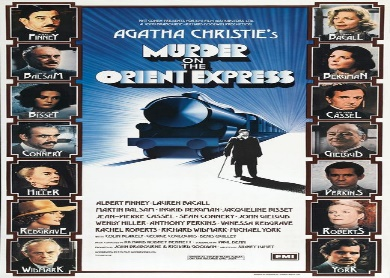 AGATHA CHRISTIE's
MURDER
ON THE
ORIENT EXPRESS
FINNEY
BALSAM
BISSET
CONNERY
HILLER
REDGRAVE
WIDMARK
BACALL
BERGMAN
CASSEL
GIELGUD
PERKINS
ROBERTS
YORK
ALBERT FINNEY · LAUREN BACALL
MARTIN BALSAM · INGRID BERGMAN · JACQUELINE BISSET
JEAN-PIERRE CASSEL · SEAN CONNERY · JOHN GIELGUD
WENDY HILLER · ANTHONY PERKINS · VANESSA REDGRAVE
RACHEL ROBERTS · RICHARD WIDMARK · MICHAEL YORK
EMI